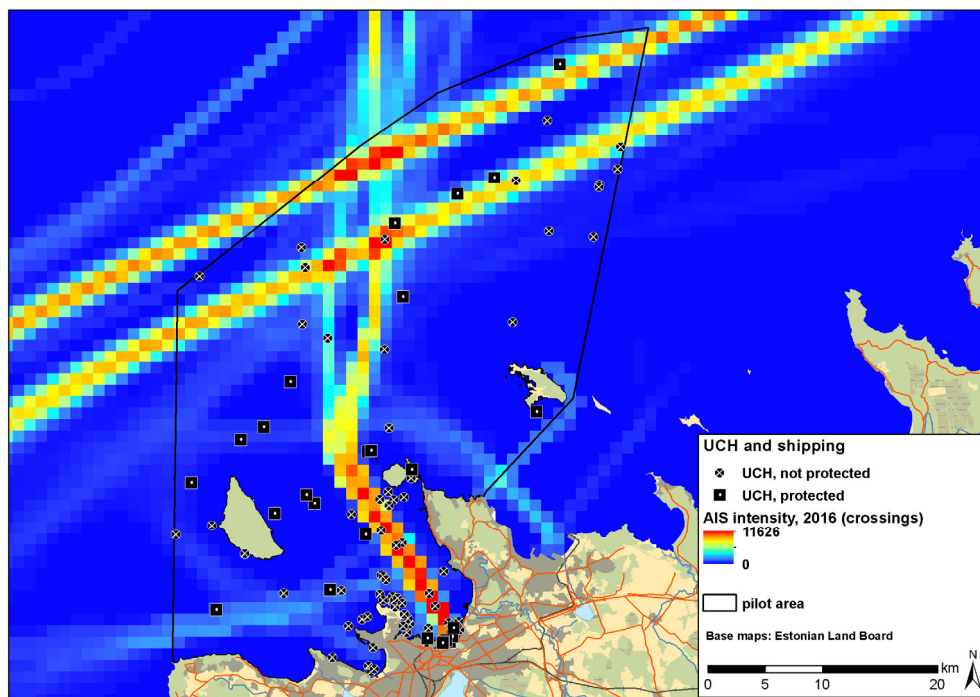 UCH and shipping
UCH, not protected
UCH, protected
AIS intensity, 2016 (crossings)
11626
0
pilot area
Base maps: Estonian Land Board
km
0 5 10 20
N